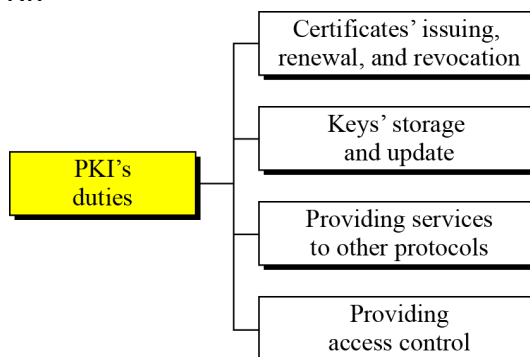 PKI's
duties
Certificates' issuing,
renewal, and revocation
Keys' storage
and update
Providing services
to other protocols
Providing
access control